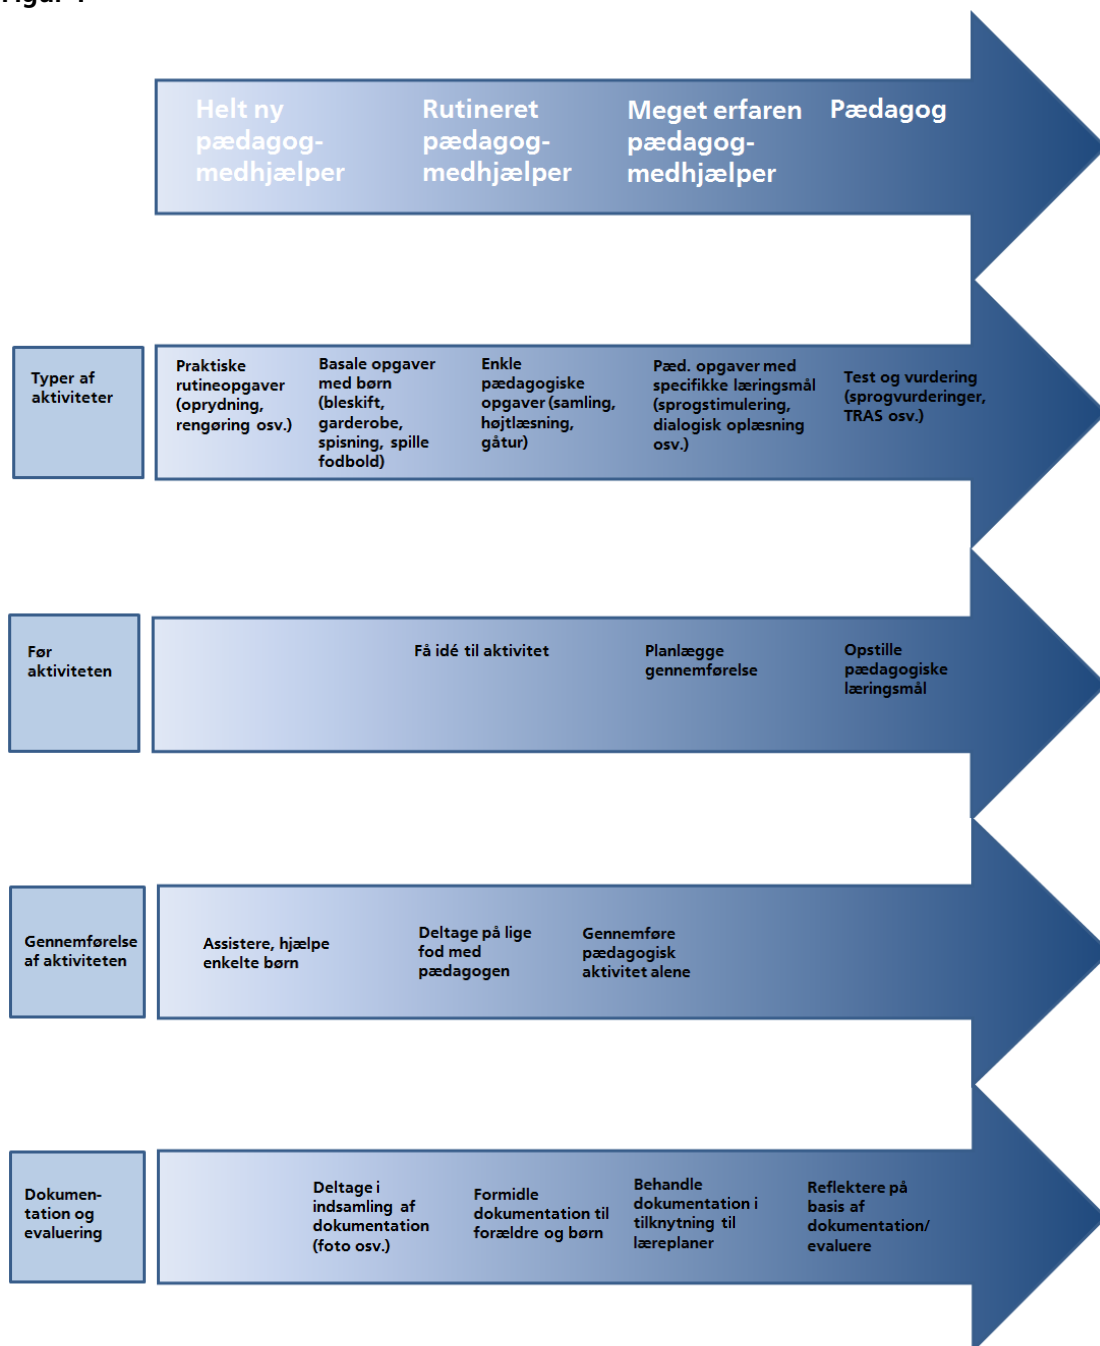 Helt ny
pædagog-
medhjælper
Rutineret
pædagog-
medhjælper
Meget erfaren
pædagog-
medhjælper
Pædagog
Typer af
aktiviteter
Praktiske
rutineopgaver
(oprydning,
rengøring osv.)
Basale opgaver
med børn
(bleskift,
garderobe,
spisning, spille
fodbold)
Enkle
pædagogiske
opgaver (samling,
højtlæsning,
gåtur)
Pæd. opgaver med
specifikke læringsmål
(sprogstimulering,
dialogisk oplæsning
osv.)
Test og vurdering
(sprogvurderinger,
TRAS osv.)
Før
aktiviteten
Få idé til aktivitet
Planlægge
gennemførelse
Opstille
pædagogiske
læringsmål
Gennemførelse
af aktiviteten
Assistere, hjælpe
enkelte børn
Deltage på lige
fod med
pædagogen
Gennemføre
pædagogisk
aktivitet alene
Dokumen-
tation og
evaluering
Deltage i
indsamling af
dokumentation
(foto osv.)
Formidle
dokumentation til
forældre og børn
Behandle
dokumentation i
tilknytning til
læreplaner
Reflektere på
basis af
dokumentation/
evaluere